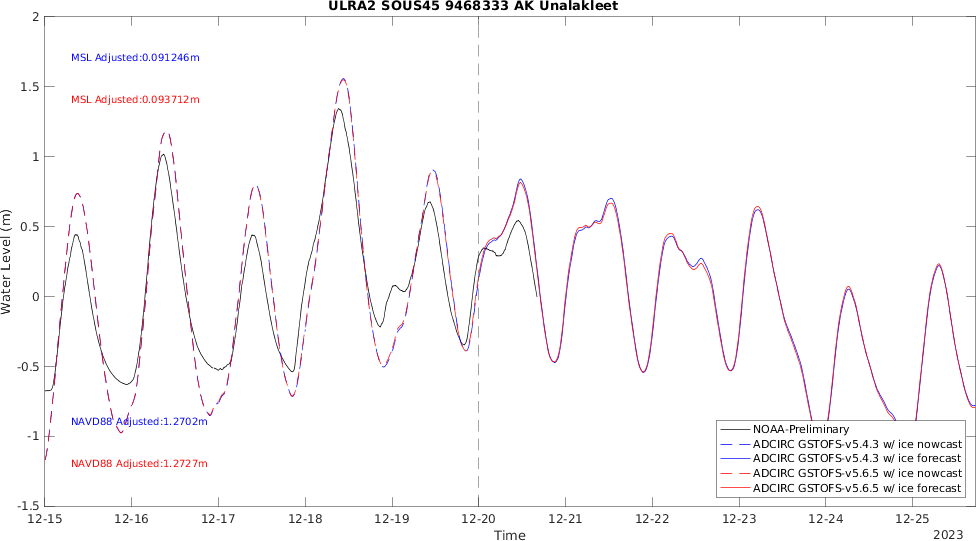 ULRA2 SOUS45 9468333 AK Unalakleet
2
1.5
1
0.5
0
-0.5
-1
-1.5
Water Level (m)
MSL Adjusted:0.091246m
MSL Adjusted:0.093712m
NAVD88 Adjusted:1.2702m
NAVD88 Adjusted:1.2727m
NOAA-Preliminary
ADCIRC GSTOFS-v5.4.3 w/ ice nowcast
ADCIRC GSTOFS-v5.4.3 w/ ice forecast
ADCIRC GSTOFS-v5.6.5 w/ ice nowcast
ADCIRC GSTOFS-v5.6.5 w/ ice forecast
12-15 12-16 12-17 12-18 12-19 12-20 12-21 12-22 12-23 12-24 12-25
Time
2023